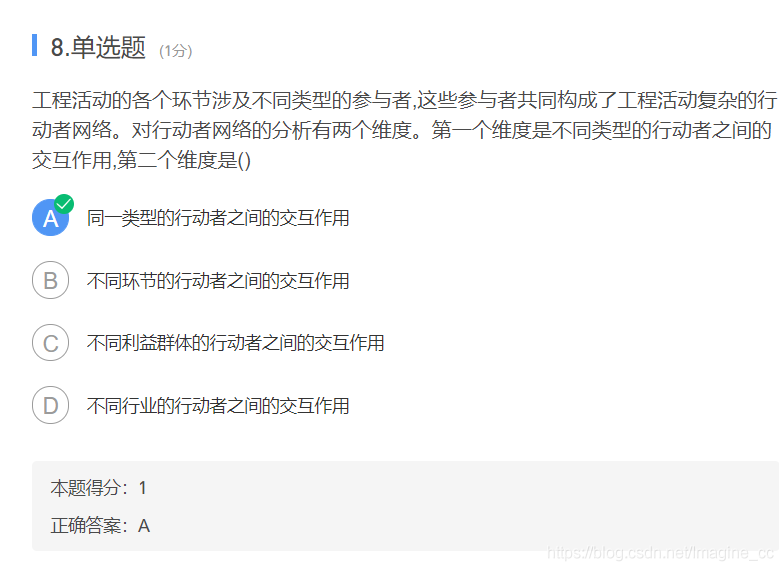 8.单选题 (1分)
工程活动的各个环节涉及不同类型的参与者,这些参与者共同构成了工程活动复杂的行
动者网络。对行动者网络的分析有两个维度。第一个维度是不同类型的行动者之间的
交互作用,第二个维度是()
A 同一类型的行动者之间的交互作用
B 不同环节的行动者之间的交互作用
C 不同利益群体的行动者之间的交互作用
D 不同行业的行动者之间的交互作用
本题得分：1
正确答案：A
https://blog.csdn.net/Imagine_cc